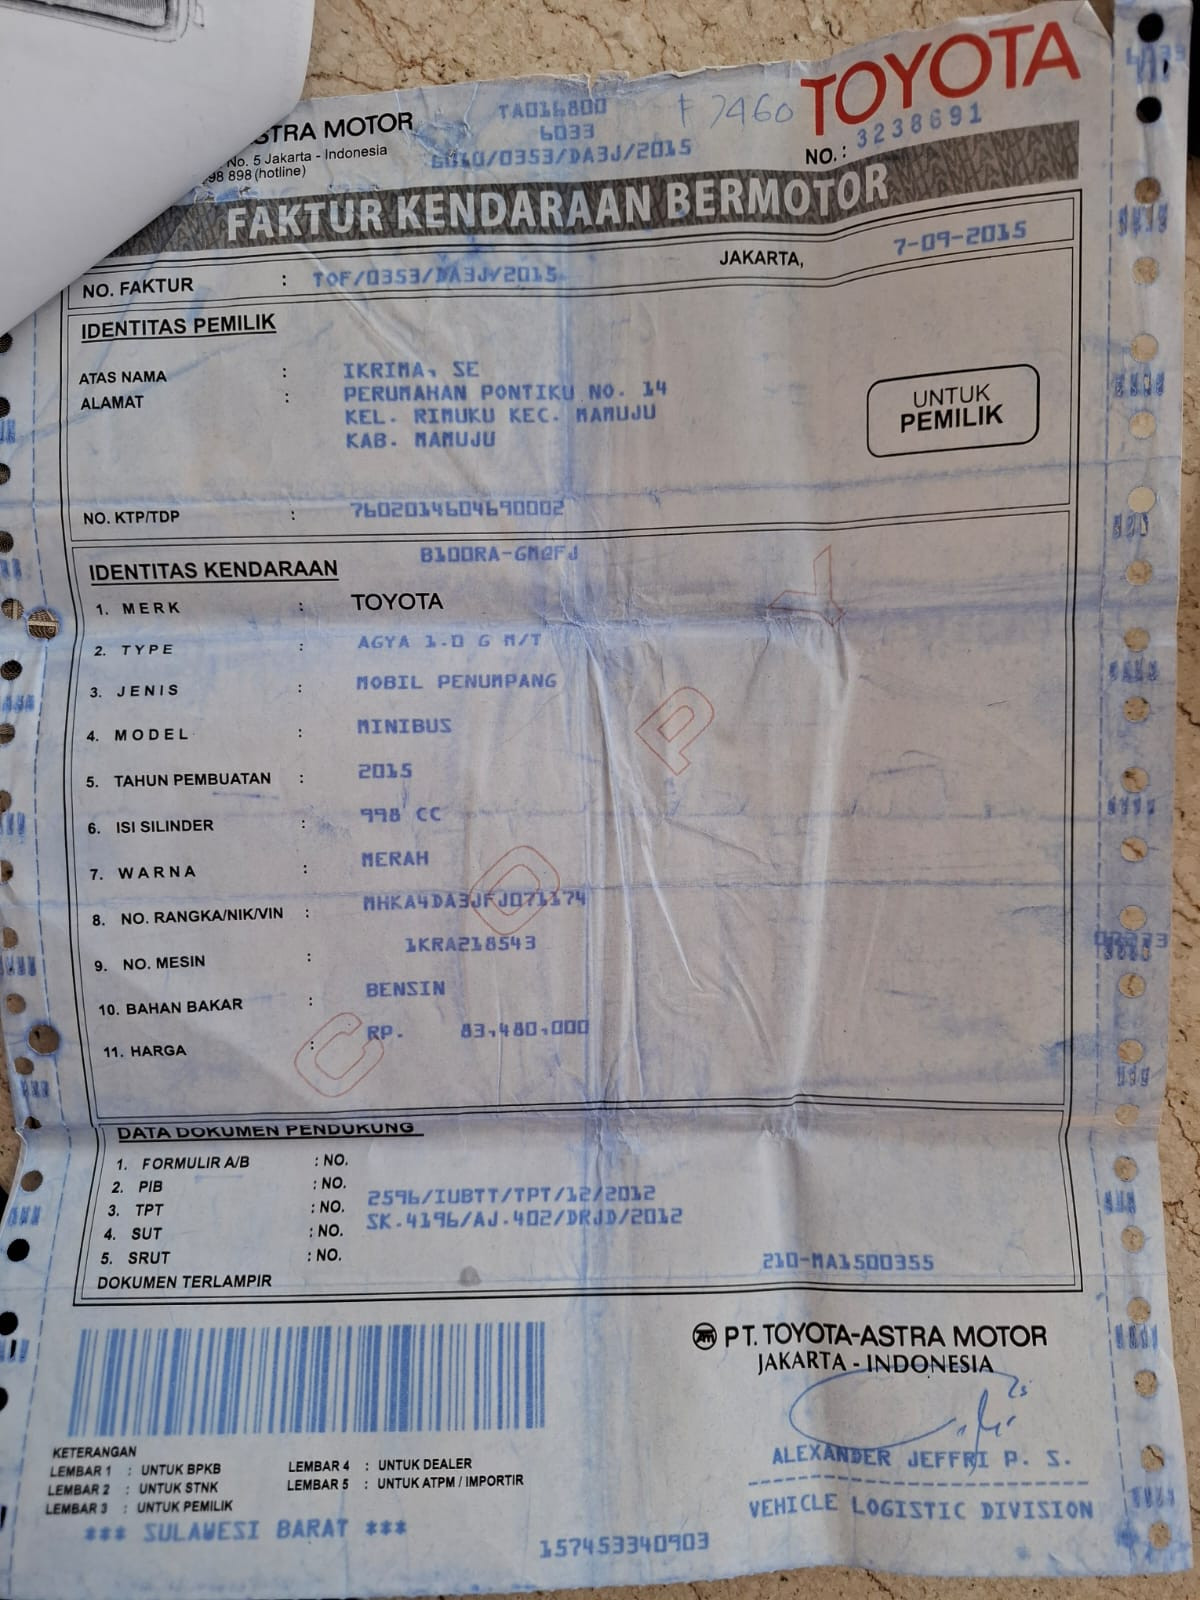 TOYOTA
STRA MOTOR
No. 5 Jakarta - Indonesia
98 898 (hotline)
TA016800
6033
/0353/DA3J/2015
F 7460
NO.: 3238691
FAKTUR KENDARAAN BERMOTOR
JAKARTA, 7-09-2015
NO. FAKTUR : TOF/0353/DA3J/2015
IDENTITAS PEMILIK
ATAS NAMA : IKRIMA, SE
ALAMAT : PERUMAHAN PONTIKU NO. 14
KEL. RIMUKU KEC. MAMUJU
KAB. MAMUJU
UNTUK
PEMILIK
NO. KTP/TDP : 7602014604690002
B100RA-GMQFJ
IDENTITAS KENDARAAN
1. MERK : TOYOTA
2. TYPE : AGYA 1.0 G M/T
3. JENIS : MOBIL PENUMPANG
4. MODEL : MINIBUS
5. TAHUN PEMBUATAN : 2015
6. ISI SILINDER : 998 CC
7. WARNA : MERAH
8. NO. RANGKA/NIK/VIN : MHKA4DA3JFJ071174
9. NO. MESIN : 1KRA218543
10. BAHAN BAKAR : BENSIN
11. HARGA : RP. 83,480,000
COPY
DATA DOKUMEN PENDUKUNG
1. FORMULIR A/B : NO.
2. PIB : NO.
3. TPT : NO. 2596/IUBTT/TPT/12/2012
4. SUT : NO. SK.4196/AJ.402/DRJD/2012
5. SRUT : NO.
DOKUMEN TERLAMPIR
210-MA1500355
PT. TOYOTA-ASTRA MOTOR
JAKARTA - INDONESIA
ALEXANDER JEFFRI P. S.
VEHICLE LOGISTIC DIVISION
KETERANGAN
LEMBAR 1 : UNTUK BPKB
LEMBAR 2 : UNTUK STNK
LEMBAR 3 : UNTUK PEMILIK
LEMBAR 4 : UNTUK DEALER
LEMBAR 5 : UNTUK ATPM / IMPORTIR
*** SULAWESI BARAT ***
157453340903